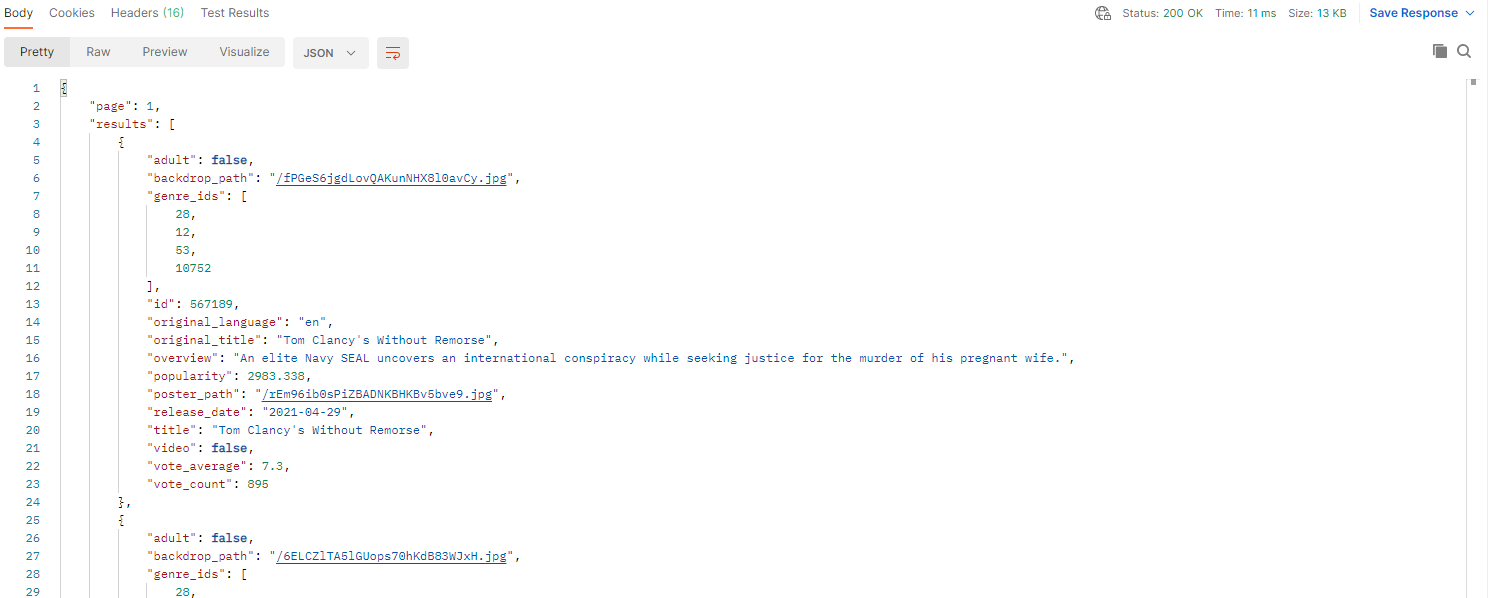 Body Cookies Headers (16) Test Results Status: 200 OK Time: 11 ms Size: 13 KB Save Response
Pretty Raw Preview Visualize JSON
1 {
2 "page": 1,
3 "results": [
4 {
5 "adult": false,
6 "backdrop_path": "/fPGeS6jgdLovQAKunNHX8l0avCy.jpg",
7 "genre_ids": [
8 28,
9 12,
10 53,
11 10752
12 ],
13 "id": 567189,
14 "original_language": "en",
15 "original_title": "Tom Clancy's Without Remorse",
16 "overview": "An elite Navy SEAL uncovers an international conspiracy while seeking justice for the murder of his pregnant wife.",
17 "popularity": 2983.338,
18 "poster_path": "/rEm96ib0sPiZBADNKBHKBv5bve9.jpg",
19 "release_date": "2021-04-29",
20 "title": "Tom Clancy's Without Remorse",
21 "video": false,
22 "vote_average": 7.3,
23 "vote_count": 895
24 },
25 {
26 "adult": false,
27 "backdrop_path": "/6ELCZlTA5lGUops70hKdB83WJxH.jpg",
28 "genre_ids": [
29 28,